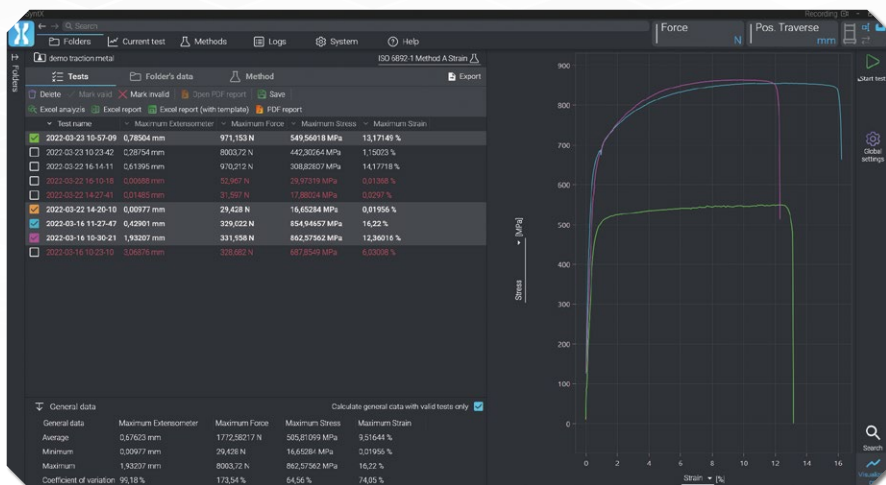 Recording
Search
Force N
Pos. Traverse mm
Folders Current test Methods Logs System Help
Start test
Folders
demo traction metal ISO 6892-1 Method A Strain
Tests Folder's data Method Export
Delete Mark valid Mark invalid Open PDF report Save
Excel analyzis Excel report Excel report (with template) PDF report
Test name Maximum Extensometer Maximum Force Maximum Stress Maximum Strain
2022-03-23 10-57-09 0,78504 mm 971,153 N 549,56018 MPa 13,17149 %
2022-03-23 10-23-42 0,28754 mm 8003,72 N 442,30264 MPa 1,15023 %
2022-03-22 16-14-11 0,61395 mm 970,212 N 308,82807 MPa 14,17718 %
2022-03-22 16-10-18 0,00688 mm 52,967 N 29,97319 MPa 0,01368 %
2022-03-22 14-27-41 0,01485 mm 31,597 N 17,88024 MPa 0,0297 %
2022-03-22 14-20-10 0,00977 mm 29,428 N 16,65284 MPa 0,01956 %
2022-03-16 11-27-47 0,42901 mm 329,022 N 854,94657 MPa 16,22 %
2022-03-16 10-30-21 1,93207 mm 331,958 N 862,57562 MPa 12,36016 %
2022-03-16 10-23-10 3,06876 mm 328,682 N 687,8549 MPa 6,03008 %
Global settings
900
800
700
600
500
400
300
200
100
0
Stress [MPa]
0 2 4 6 8 10 12 14 16
Strain [%]
General data Calculate general data with valid tests only
General data Maximum Extensometer Maximum Force Maximum Stress Maximum Strain
Average 0,67623 mm 1772,58217 N 505,81099 MPa 9,51644 %
Minimum 0,00977 mm 29,428 N 16,65284 MPa 0,01956 %
Maximum 1,93207 mm 8003,72 N 862,57562 MPa 16,22 %
Coefficient of variation 99,18 % 173,54 % 64,56 % 74,05 %
Search